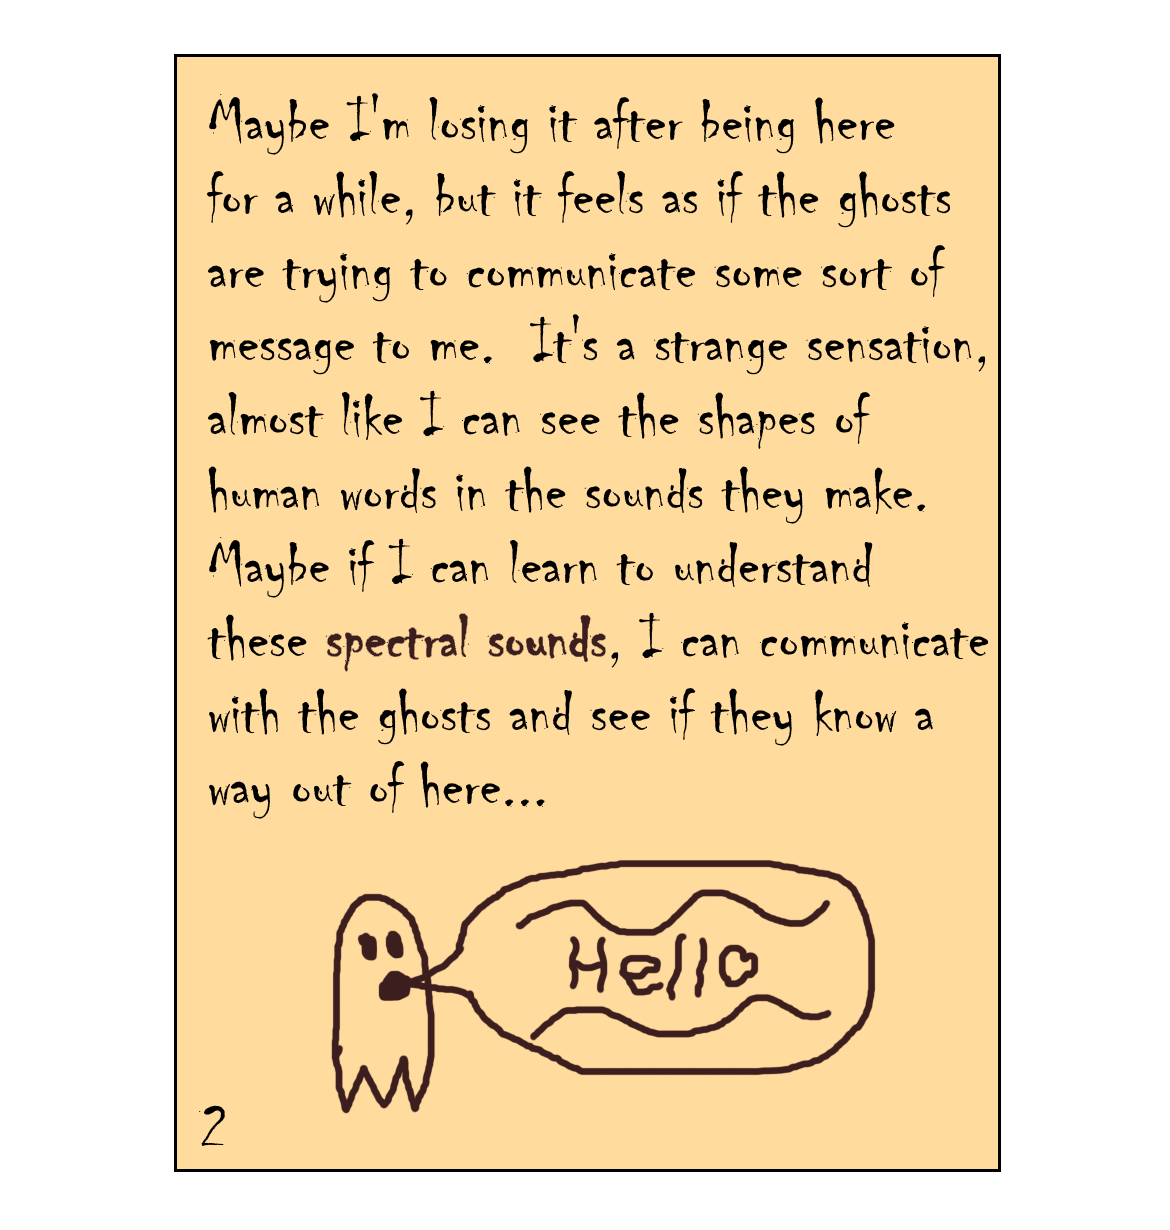 Maybe I'm losing it after being here
for a while, but it feels as if the ghosts
are trying to communicate some sort of
message to me.  It's a strange sensation,
almost like I can see the shapes of
human words in the sounds they make.
Maybe if I can learn to understand
these spectral sounds, I can communicate
with the ghosts and see if they know a
way out of here...
Hello
2